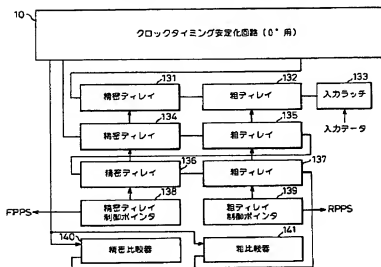 10
クロックタイミング安定化回路(0°用)
131
132
133
精密ディレイ
粗ディレイ
入力ラッチ
134
135
精密ディレイ
粗ディレイ
入力データ
136
137
精密ディレイ
粗ディレイ
138
139
FPPS
精密ディレイ
制御ポインタ
粗ディレイ
制御ポインタ
RPPS
140
141
精密比較器
粗比較器